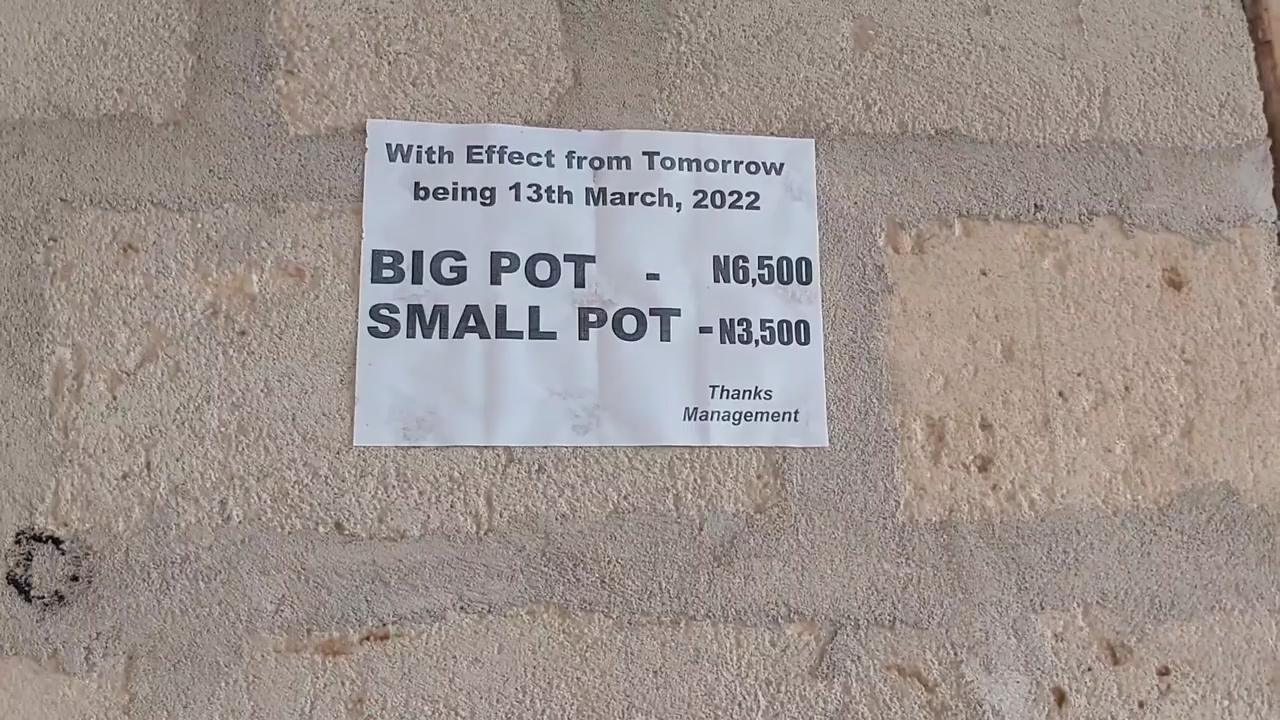 With Effect from Tomorrow
being 13th March, 2022
BIG POT - N6,500
SMALL POT - N3,500
Thanks
Management